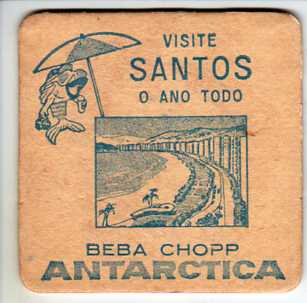 VISITE
SANTOS
O ANO TODO
BEBA CHOPP
ANTARCTICA